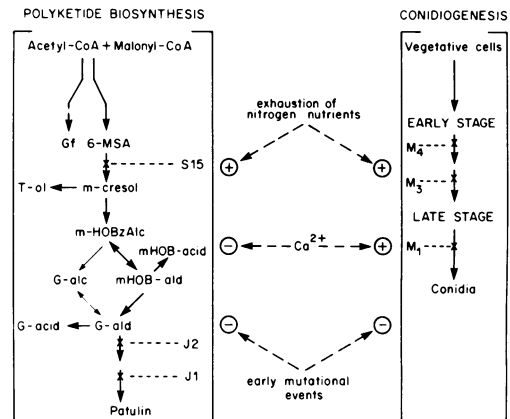 POLYKETIDE BIOSYNTHESIS
CONIDIOGENESIS
Acetyl-CoA + Malonyl-CoA
Vegetative cells
exhaustion of
nitrogen nutrients
EARLY STAGE
Gf 6-MSA
M4
S15
+ +
T-ol m-cresol
M3
LATE STAGE
m-HOBzAlc
mHOB-acid
− Ca2+ +
M1
G-alc mHOB-ald
Conidia
G-acid G-ald
− −
J2
J1
early mutational
events
Patulin